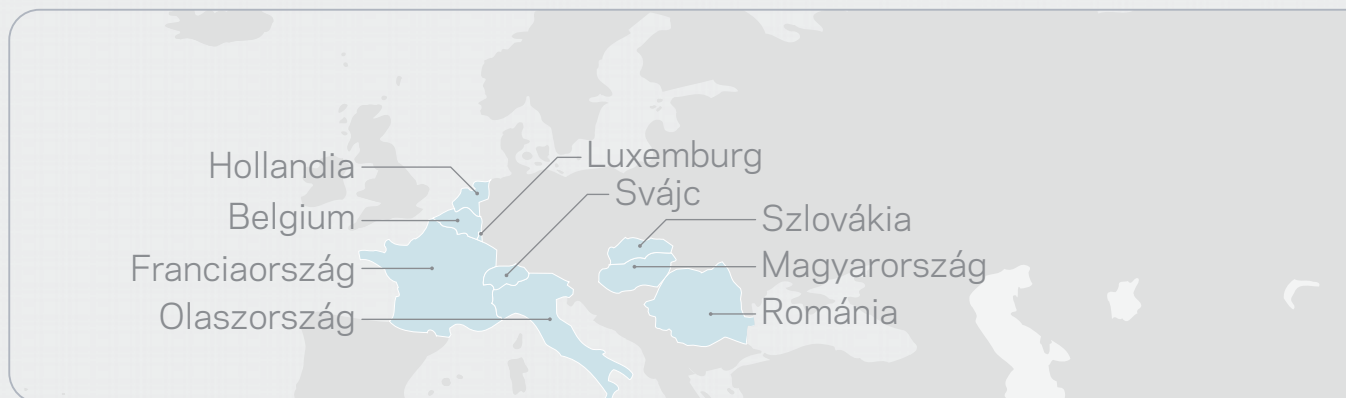 Hollandia
Belgium
Franciaország
Olaszország
Luxemburg
Svájc
Szlovákia
Magyarország
Románia